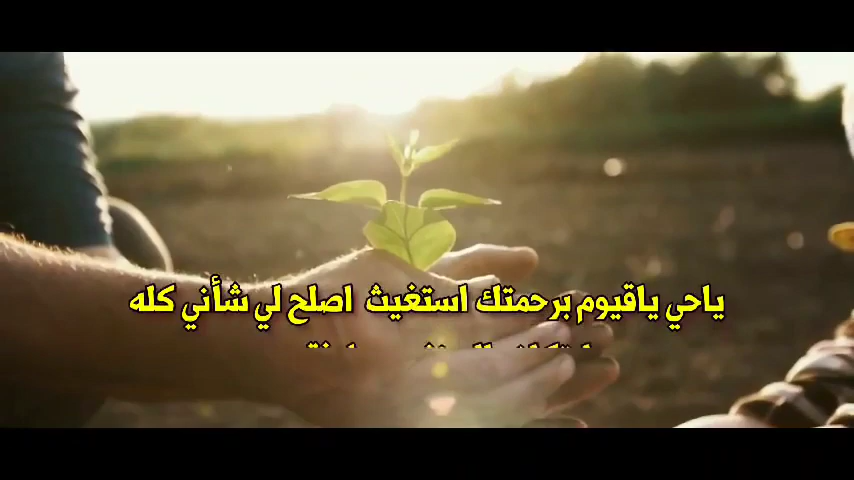 ياحي ياقيوم برحمتك استغيث اصلح لي شأني كله